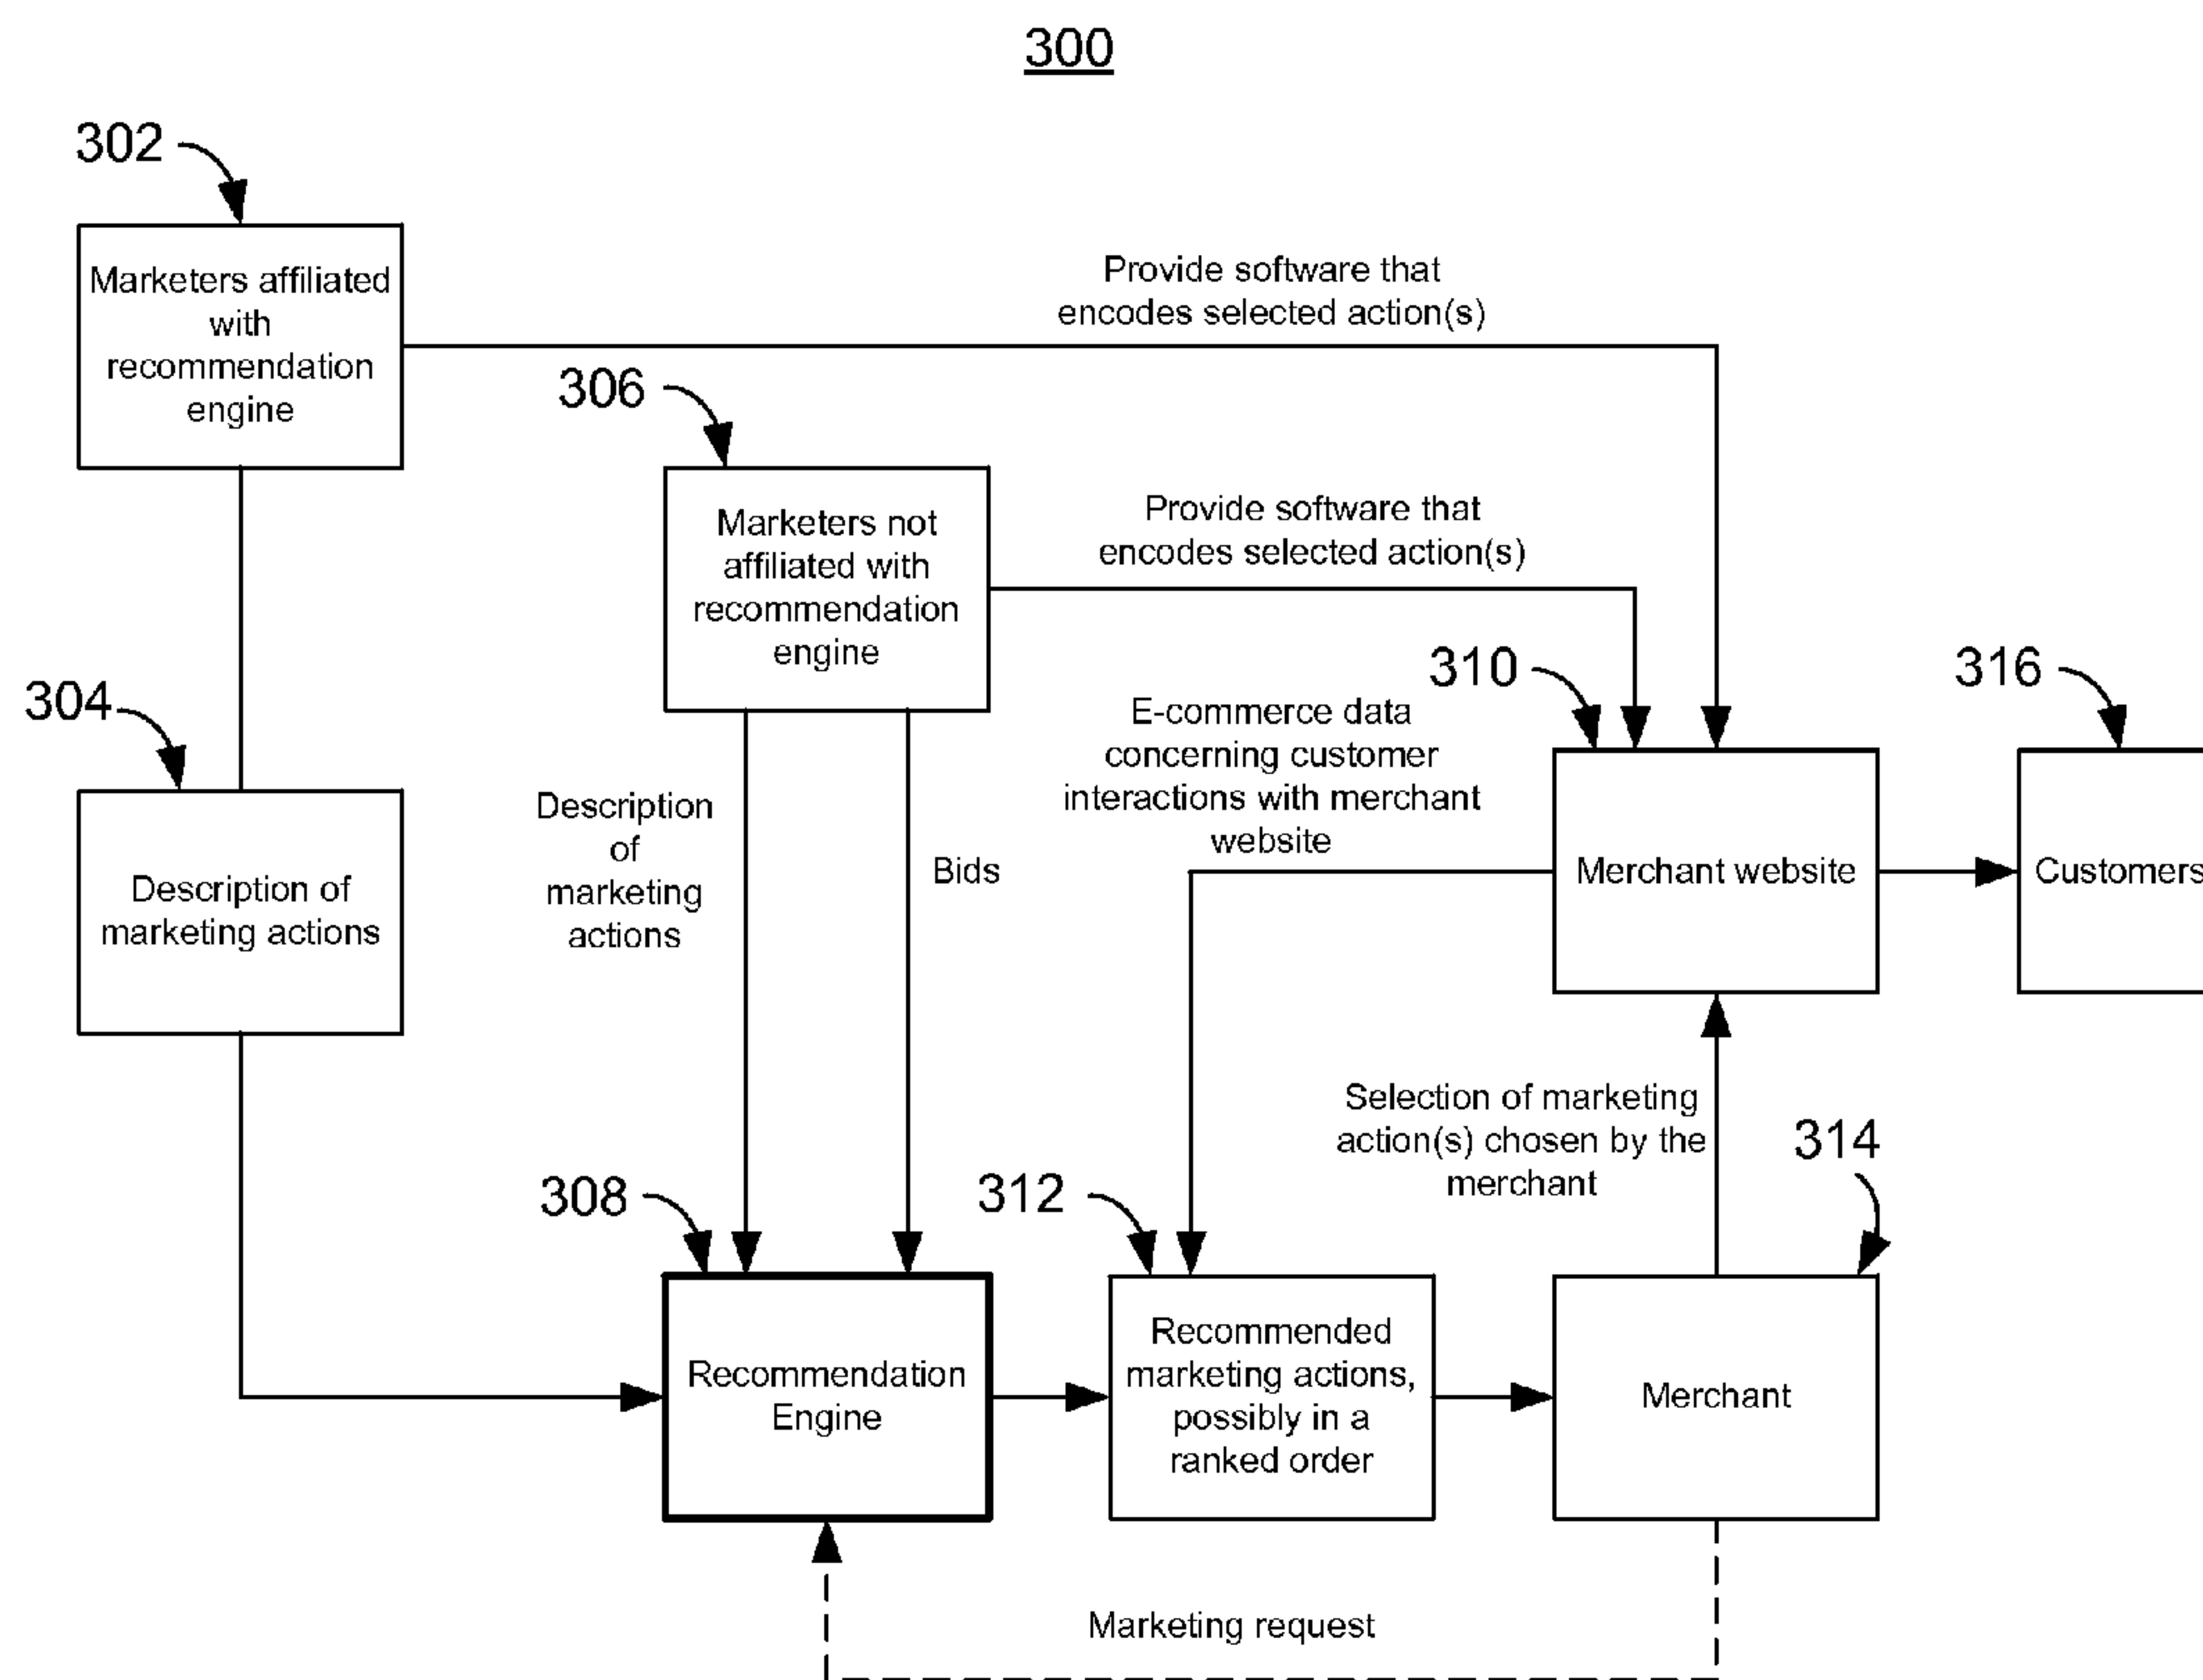 300
302
Marketers affiliated
with
recommendation
engine
Provide software that
encodes selected action(s)
306
Marketers not
affiliated with
recommendation
engine
Provide software that
encodes selected action(s)
304
Description of
marketing actions
Description
of
marketing
actions
Bids
E-commerce data
concerning customer
interactions with merchant
website
310
Merchant website
316
Customers
Selection of marketing
action(s) chosen by the
merchant
308
Recommendation
Engine
312
Recommended
marketing actions,
possibly in a
ranked order
314
Merchant
Marketing request